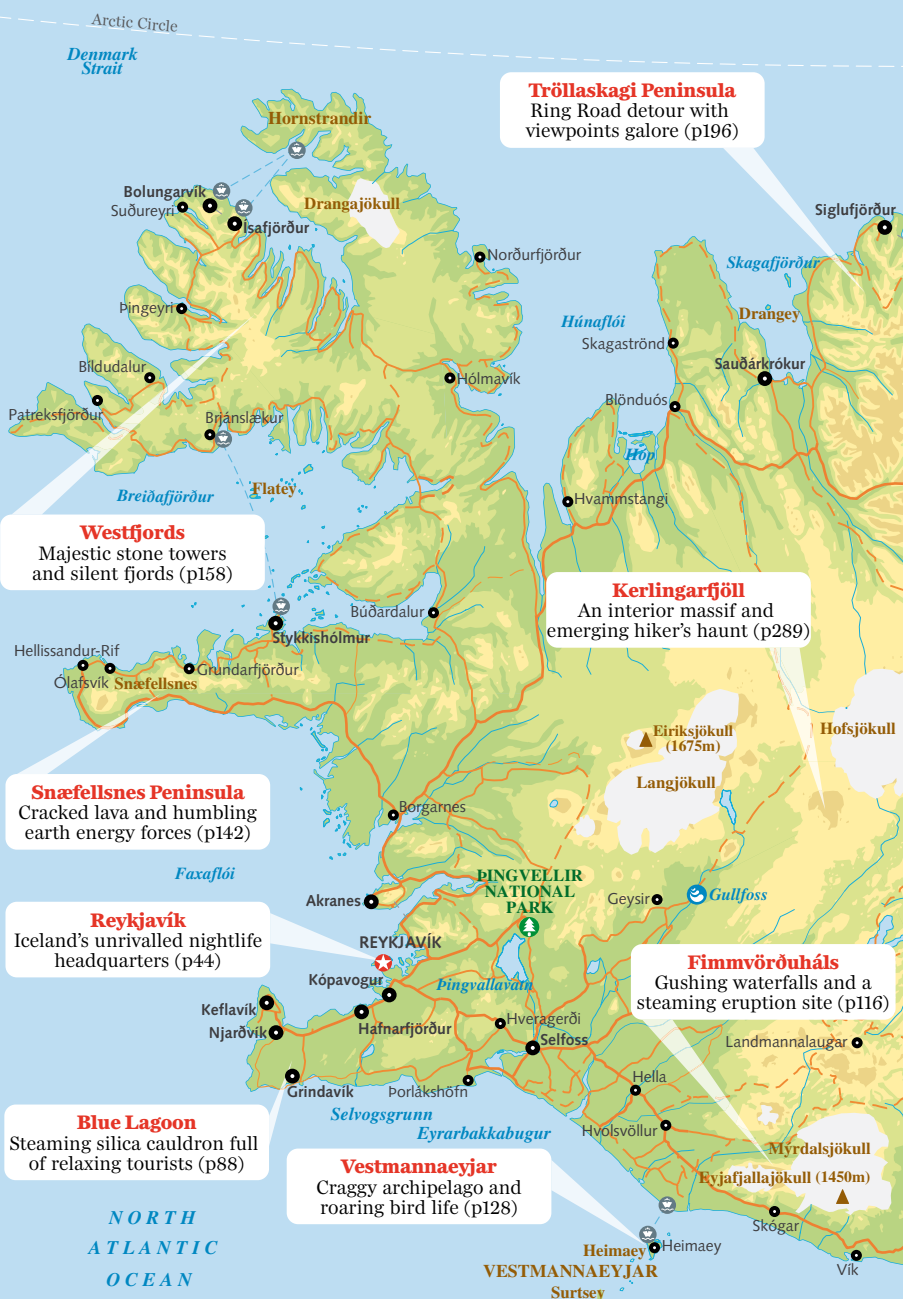 Arctic Circle
Denmark
Strait
Tröllaskagi Peninsula
Ring Road detour with
viewpoints galore (p196)
Hornstrandir
Bolungarvík
Suðureyri
Ísafjörður
Drangajökull
Siglufjörður
Norðurfjörður
Skagafjörður
Þingeyri
Drangey
Húnaflói
Skagaströnd
Sauðárkrókur
Bíldudalur
Hólmavík
Patreksfjörður
Blönduós
Brjánslækur
Hóp
Breiðafjörður
Flatey
Hvammstangi
Westfjords
Majestic stone towers
and silent fjords (p158)
Kerlingarfjöll
An interior massif and
emerging hiker's haunt (p289)
Búðardalur
Stykkishólmur
Hellissandur-Rif
Grundarfjörður
Ólafsvík
Snæfellsnes
Eiríksjökull
(1675m)
Hofsjökull
Langjökull
Snæfellsnes Peninsula
Cracked lava and humbling
earth energy forces (p142)
Borgarnes
Faxaflói
ÞINGVELLIR
NATIONAL
PARK
Akranes
Geysir
Gullfoss
Reykjavík
Iceland's unrivalled nightlife
headquarters (p44)
REYKJAVÍK
Fimmvörðuháls
Gushing waterfalls and a
steaming eruption site (p116)
Kópavogur
Þingvallavatn
Keflavík
Njarðvík
Hafnarfjörður
Hveragerði
Selfoss
Landmannalaugar
Grindavík
Þorlákshöfn
Hella
Selvogsgrunn
Eyrarbakkabugur
Hvolsvöllur
Blue Lagoon
Steaming silica cauldron full
of relaxing tourists (p88)
Mýrdalsjökull
Eyjafjallajökull (1450m)
Vestmannaeyjar
Craggy archipelago and
roaring bird life (p128)
Skógar
NORTH
ATLANTIC
OCEAN
Heimaey
Heimaey
VESTMANNAEYJAR
Surtsey
Vík